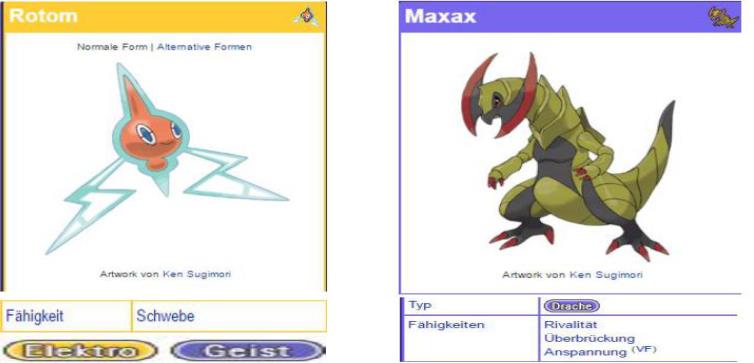 Rotom
Normale Form | Alternative Formen
Artwork von Ken Sugimori
Fähigkeit Schwebe
Elektro Geist
Maxax
Artwork von Ken Sugimori
Typ Drache
Fähigkeiten Rivalität
Überbrückung
Anspannung (VF)